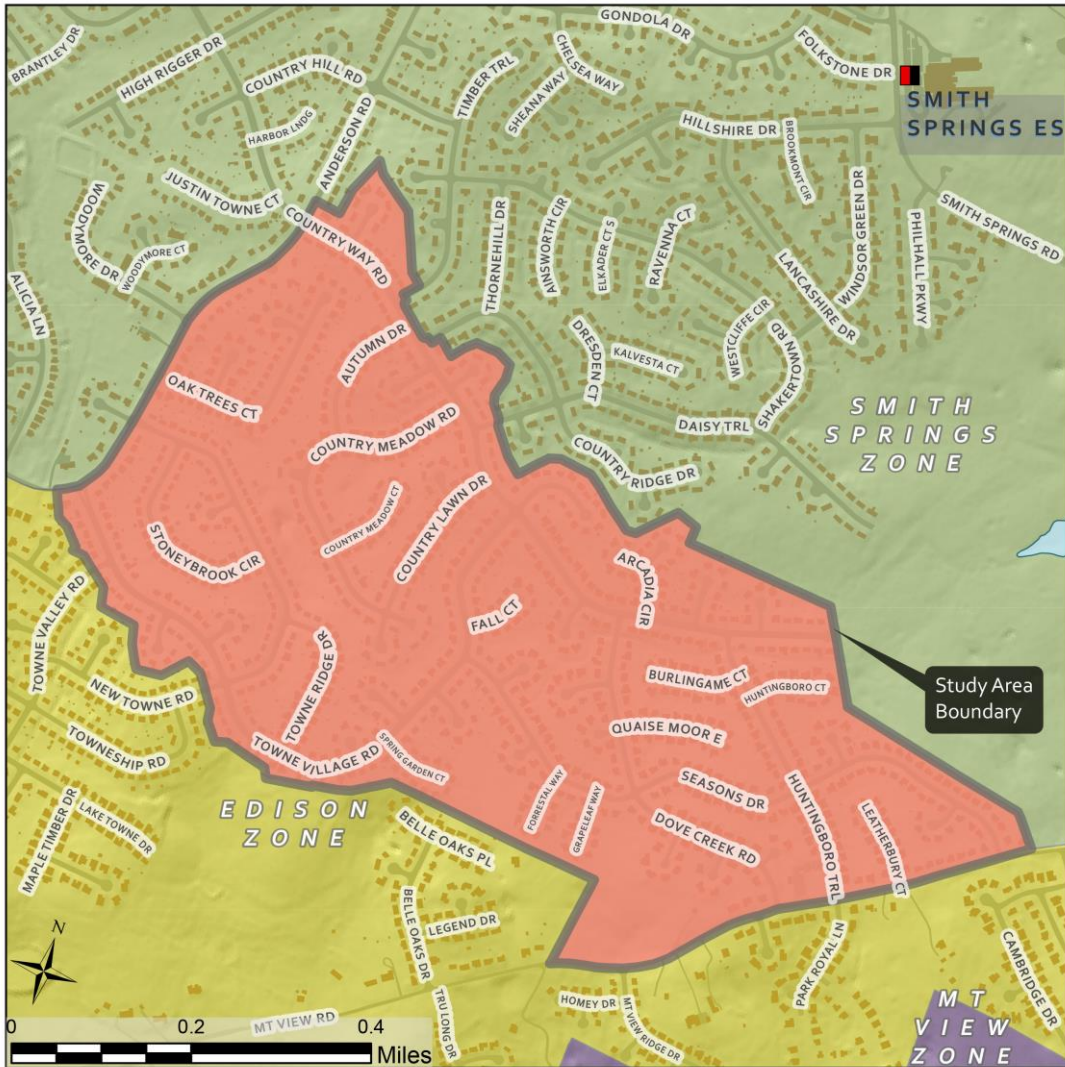 BRANTLEY DR
HIGH RIGGER DR
COUNTRY HILL RD
HARBOR LNDG
ANDERSON RD
TIMBER TRL
SHEANA WAY
CHELSEA WAY
GONDOLA DR
FOLKSTONE DR
SMITH
SPRINGS ES
HILLSHIRE DR
BROOKMONT CIR
WOODYMORE DR
WOODYMORE CT
JUSTIN TOWNE CT
COUNTRY WAY RD
THORNEHILL DR
AINSWORTH CIR
ELKADER CT S
RAVENNA CT
LANCASHIRE DR
WINDSOR GREEN DR
PHILHALL PKWY
SMITH SPRINGS RD
ALICIA LN
AUTUMN DR
DRESDEN CT
KALVESTA CT
WESTCLIFFE CIR
SHAKERTOWN RD
OAK TREES CT
COUNTRY MEADOW RD
DAISY TRL
SMITH
SPRINGS
ZONE
COUNTRY RIDGE DR
COUNTRY MEADOW CT
COUNTRY LAWN DR
STONEYBROOK CIR
ARCADIA CIR
FALL CT
TOWNE VALLEY RD
NEW TOWNE RD
TOWNE RIDGE DR
BURLINGAME CT
HUNTINGBORO CT
Study Area
Boundary
TOWNSHIP RD
TOWNE VILLAGE RD
SPRING GARDEN CT
QUAISE MOOR E
SEASONS DR
HUNTINGBORO TRL
LEATHERBURY CT
MAPLE TIMBER DR
LAKE TOWNE DR
EDISON
ZONE
FORRESTAL WAY
GRAPELEAF WAY
DOVE CREEK RD
BELLE OAKS PL
BELLE OAKS DR
LEGEND DR
N
PARK ROYAL LN
CAMBRIDGE DR
TRU LONG DR
HOMEY DR
MT VIEW RIDGE DR
MT
VIEW
ZONE
MT VIEW RD
0 0.2 0.4
Miles